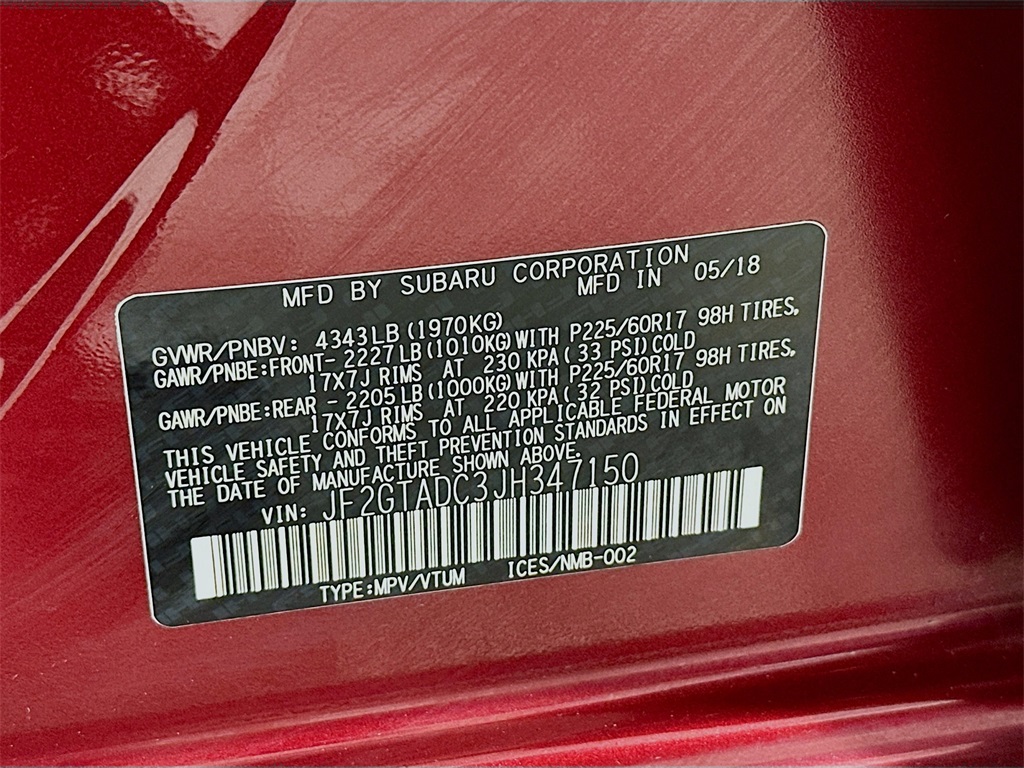 MFD BY SUBARU CORPORATION
MFD IN 05/18
GVWR/PNBV: 4343LB(1970KG)
GAWR/PNBE:FRONT- 2227LB(1010KG)WITH P225/60R17 98H TIRES,
17X7J RIMS AT 230 KPA(33 PSI)COLD
GAWR/PNBE:REAR - 2205LB(1000KG)WITH P225/60R17 98H TIRES,
17X7J RIMS AT 220 KPA(32 PSI)COLD
THIS VEHICLE CONFORMS TO ALL APPLICABLE FEDERAL MOTOR
VEHICLE SAFETY AND THEFT PREVENTION STANDARDS IN EFFECT ON
THE DATE OF MANUFACTURE SHOWN ABOVE.
VIN: JF2GTADC3JH347150
TYPE:MPV/VTUM ICES/NMB-002